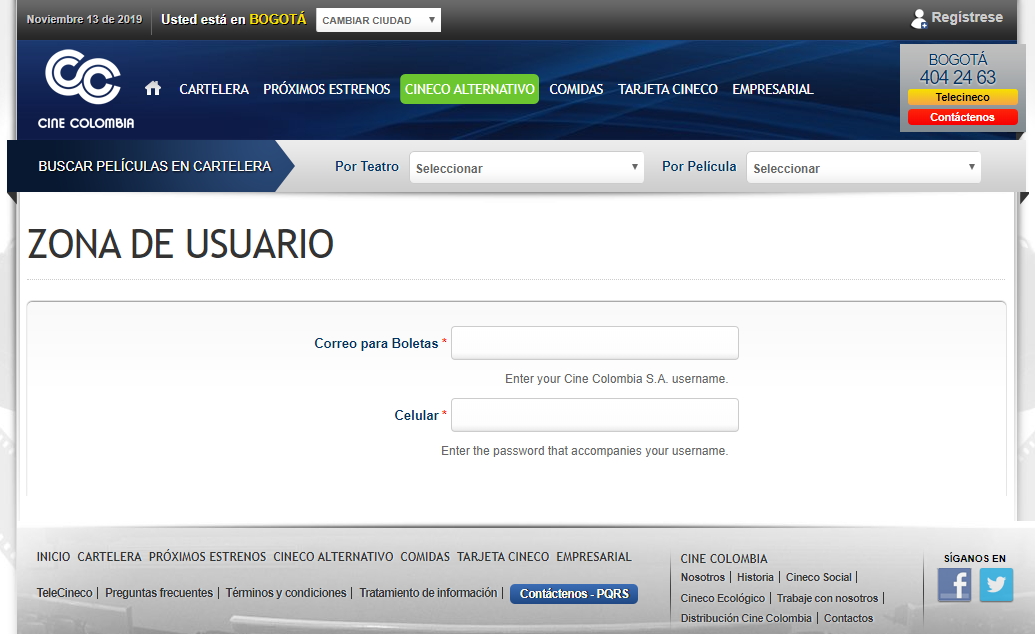 Noviembre 13 de 2019
Usted está en BOGOTÁ
CAMBIAR CIUDAD
Regístrese
CINE COLOMBIA
CARTELERA PRÓXIMOS ESTRENOS CINECO ALTERNATIVO COMIDAS TARJETA CINECO EMPRESARIAL
BOGOTÁ
404 24 63
Telecineco
Contáctenos
BUSCAR PELÍCULAS EN CARTELERA
Por Teatro Seleccionar
Por Película Seleccionar
ZONA DE USUARIO
Correo para Boletas *
Enter your Cine Colombia S.A. username.
Celular *
Enter the password that accompanies your username.
INICIO CARTELERA PRÓXIMOS ESTRENOS CINECO ALTERNATIVO COMIDAS TARJETA CINECO EMPRESARIAL
TeleCineco | Preguntas frecuentes | Términos y condiciones | Tratamiento de información | Contáctenos - PQRS
CINE COLOMBIA
Nosotros | Historia | Cineco Social |
Cineco Ecológico | Trabaje con nosotros |
Distribución Cine Colombia | Contactos
SÍGANOS EN